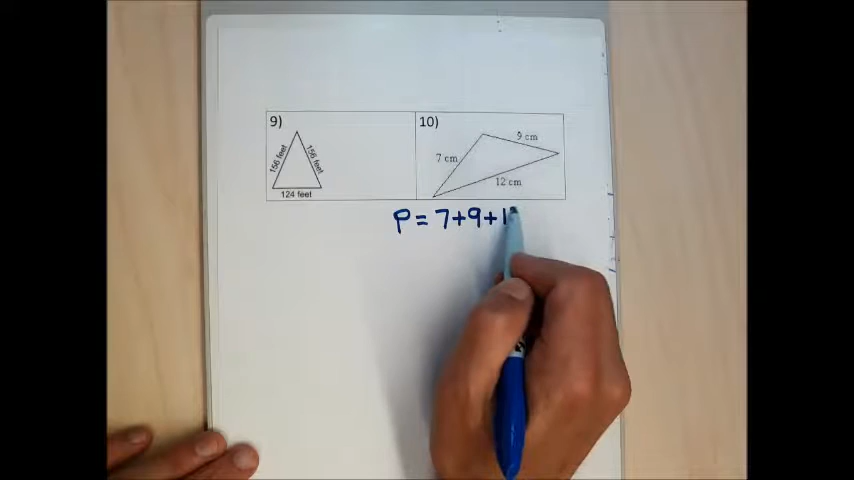 9)
156 feet
156 feet
124 feet
10)
9 cm
7 cm
12 cm
P = 7+9+1